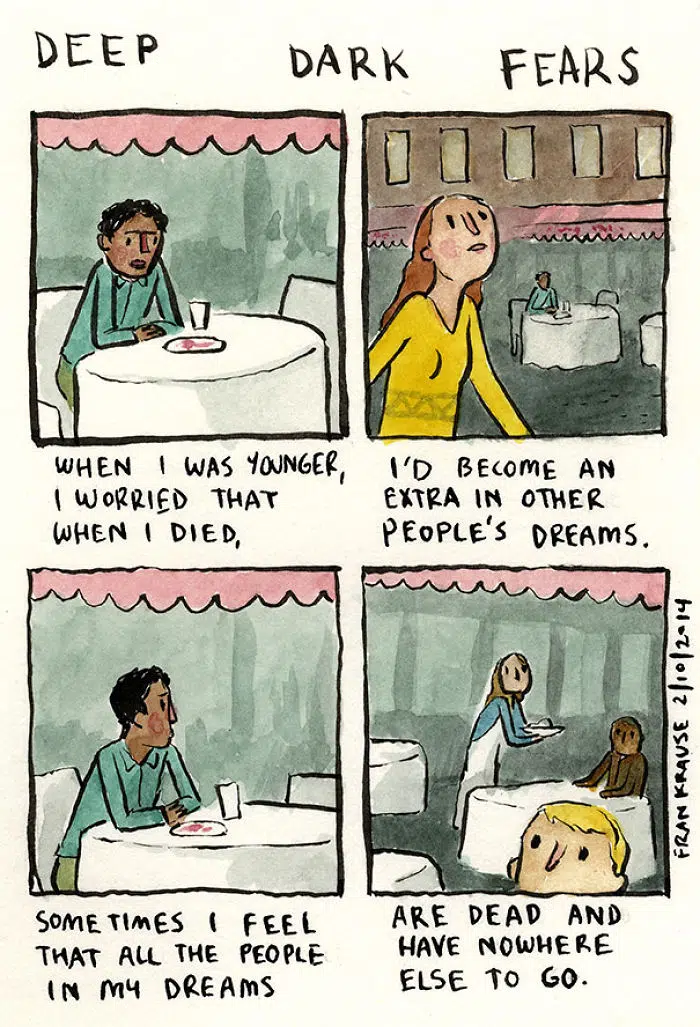 DEEP DARK FEARS
WHEN I WAS YOUNGER,
I WORRIED THAT
WHEN I DIED,
I'D BECOME AN
EXTRA IN OTHER
PEOPLE'S DREAMS.
SOMETIMES I FEEL
THAT ALL THE PEOPLE
IN MY DREAMS
ARE DEAD AND
HAVE NOWHERE
ELSE TO GO.
FRAN KRAUSE 2/10/2014